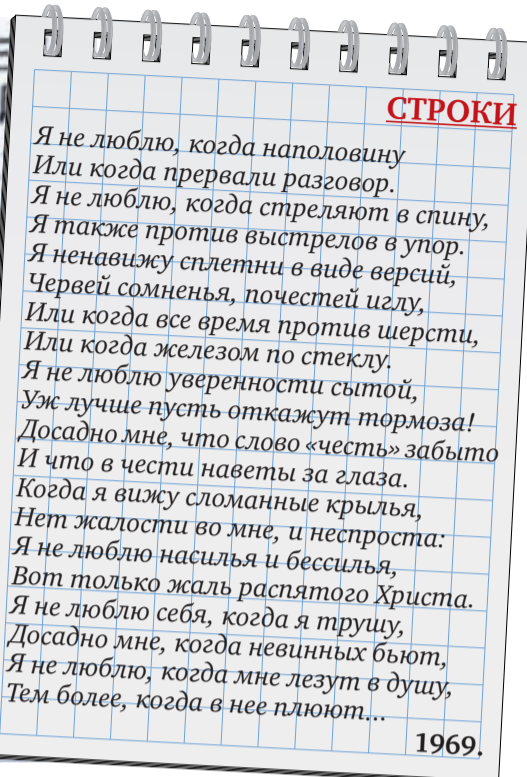 СТРОКИ
Я не люблю, когда наполовину
Или когда прервали разговор.
Я не люблю, когда стреляют в спину,
Я также против выстрелов в упор.
Я ненавижу сплетни в виде версий,
Червей сомненья, почестей иглу,
Или когда все время против шерсти,
Или когда железом по стеклу.
Я не люблю уверенности сытой,
Уж лучше пусть откажут тормоза!
Досадно мне, что слово «честь» забыто
И что в чести наветы за глаза.
Когда я вижу сломанные крылья,
Нет жалости во мне, и неспроста:
Я не люблю насилья и бессилья,
Вот только жаль распятого Христа.
Я не люблю себя, когда я трушу,
Досадно мне, когда невинных бьют,
Я не люблю, когда мне лезут в душу,
Тем более, когда в нее плюют...
1969.